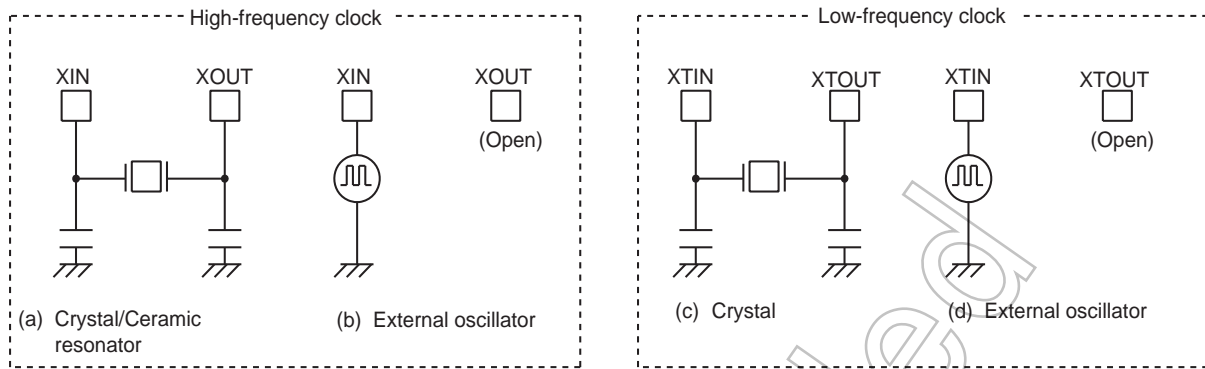 High-frequency clock
XIN
XOUT
XIN
XOUT
(Open)
(a) Crystal/Ceramic
resonator
(b) External oscillator
Low-frequency clock
XTIN
XTOUT
XTIN
XTOUT
(Open)
(c) Crystal
(d) External oscillator